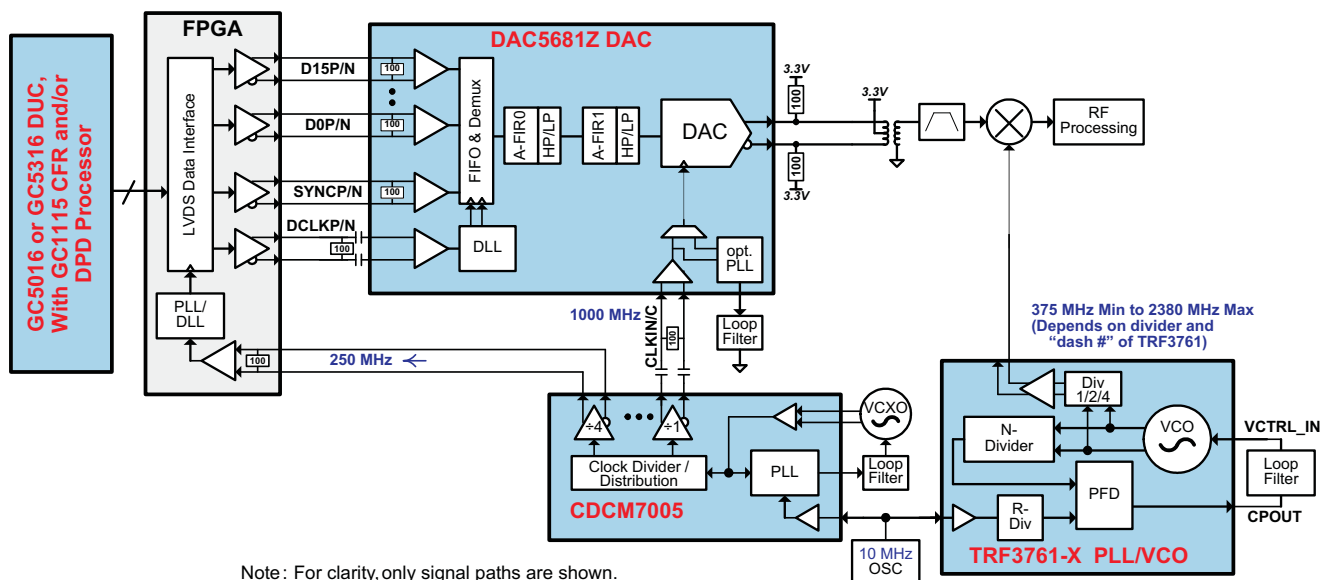 GC5016 or GC5316 DUC,
With GC1115 CFR and/or
DPD Processor
FPGA
LVDS Data Interface
PLL/
DLL
100
250 MHz
D15P/N
100
D0P/N
100
SYNCP/N
100
DCLKP/N
100
DAC5681Z DAC
FIFO & Demux
DLL
A-FIR0
HP/LP
A-FIR1
HP/LP
DAC
opt.
PLL
Loop
Filter
1000 MHz
CLKIN/C
100
3.3V
100
100
3.3V
3.3V
RF
Processing
375 MHz Min to 2380 MHz Max
(Depends on divider and
“dash #” of TRF3761)
÷4
÷1
Clock Divider /
Distribution
PLL
VCXO
Loop
Filter
CDCM7005
10 MHz
OSC
Div
1/2/4
N-
Divider
VCO
PFD
R-
Div
TRF3761-X PLL/VCO
VCTRL_IN
Loop
Filter
CPOUT
Note: For clarity, only signal paths are shown.